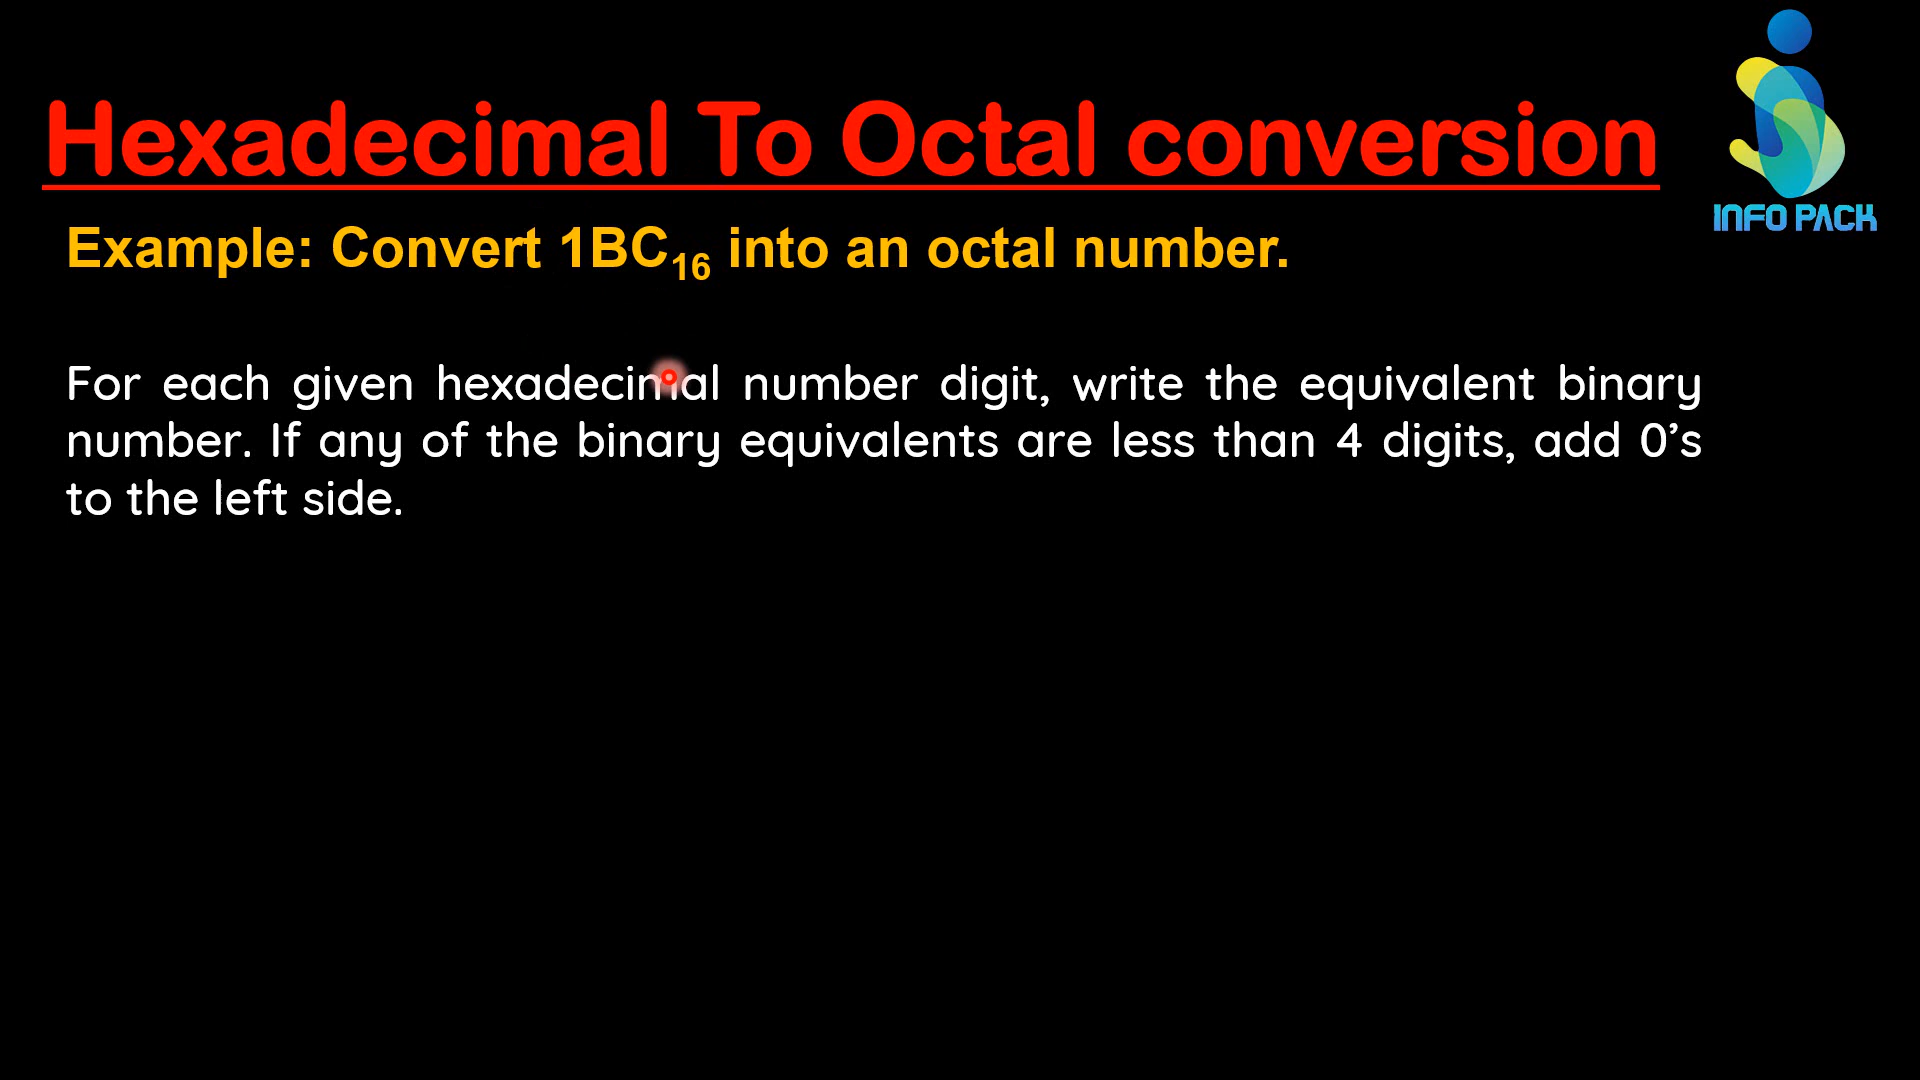 Hexadecimal To Octal conversion
INFO PACK
Example: Convert 1BC₁₆ into an octal number.
For each given hexadecimal number digit, write the equivalent binary
number. If any of the binary equivalents are less than 4 digits, add 0’s
to the left side.